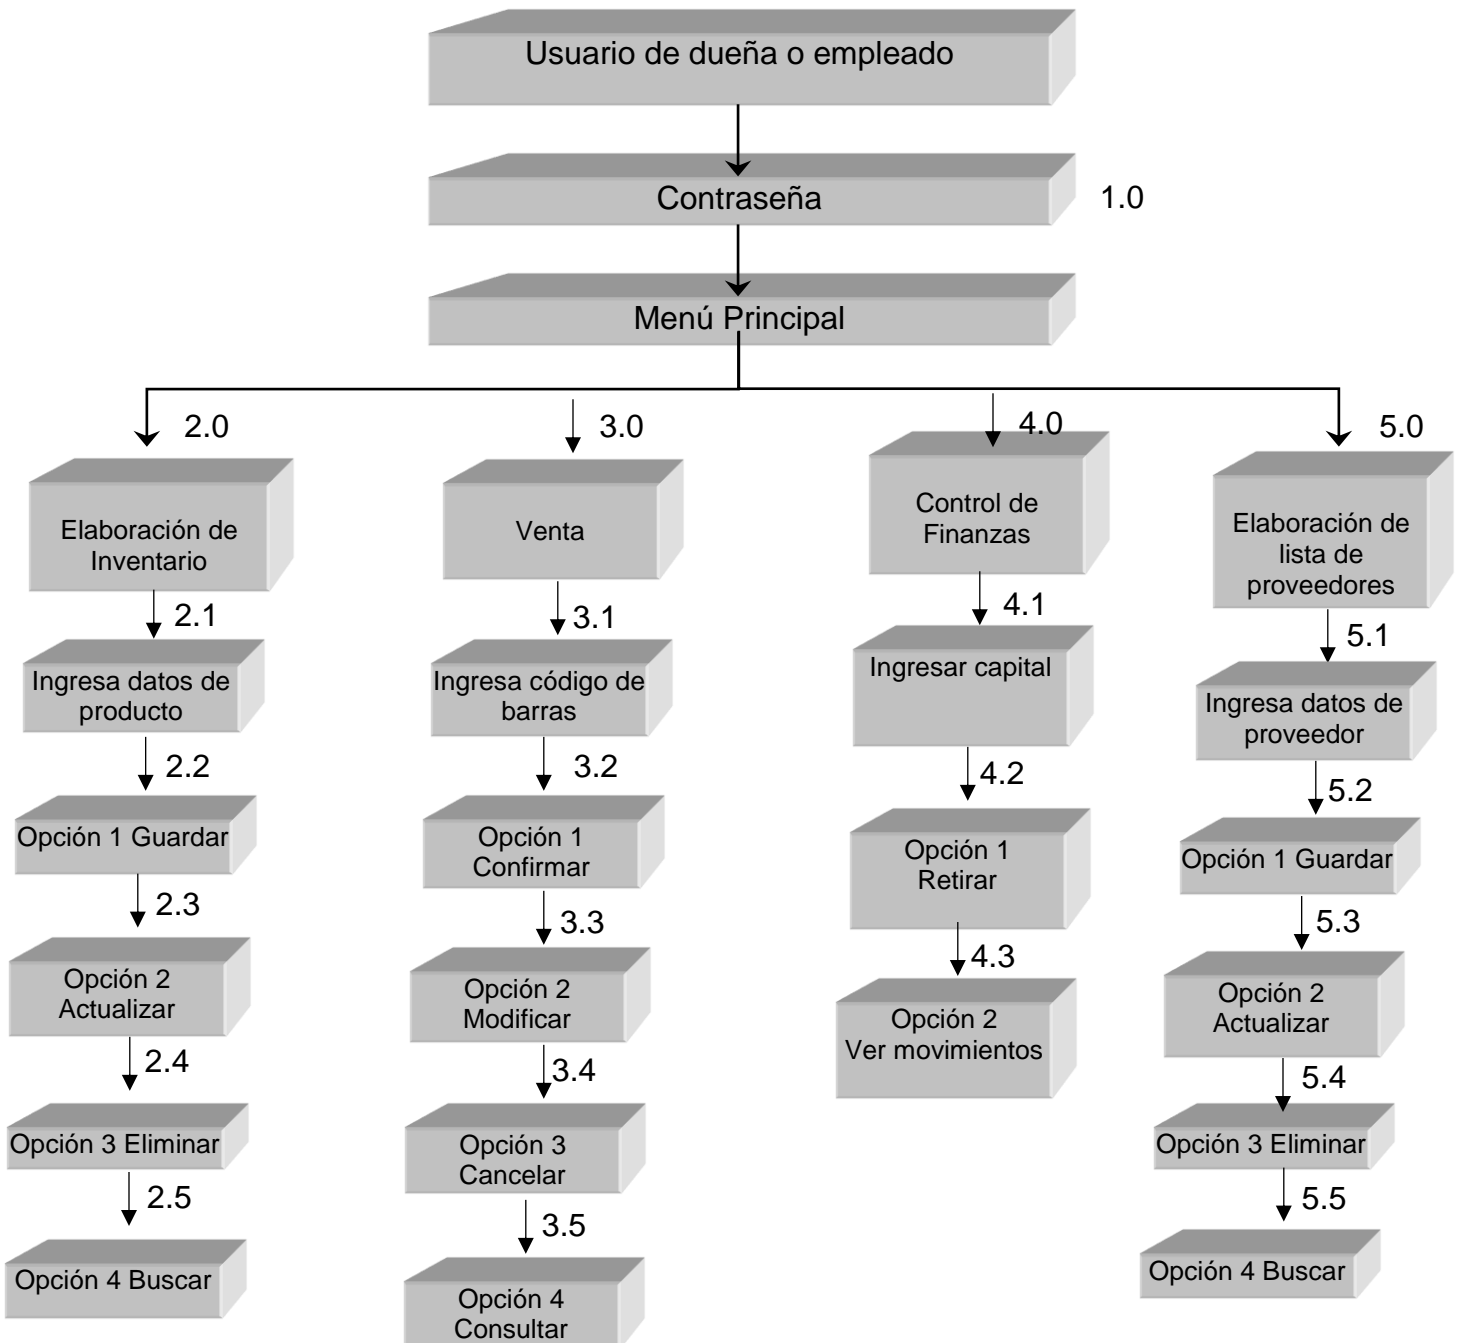 Usuario de dueña o empleado
Contraseña
1.0
Menú Principal
2.0
3.0
4.0
5.0
Elaboración de
Inventario
Venta
Control de
Finanzas
Elaboración de
lista de
proveedores
2.1
3.1
4.1
5.1
Ingresa datos de
producto
Ingresa código de
barras
Ingresar capital
Ingresa datos de
proveedor
2.2
3.2
4.2
5.2
Opción 1 Guardar
Opción 1
Confirmar
Opción 1
Retirar
Opción 1 Guardar
2.3
3.3
4.3
5.3
Opción 2
Actualizar
Opción 2
Modificar
Opción 2
Ver movimientos
Opción 2
Actualizar
2.4
3.4
5.4
Opción 3 Eliminar
Opción 3
Cancelar
Opción 3 Eliminar
2.5
3.5
5.5
Opción 4 Buscar
Opción 4
Consultar
Opción 4 Buscar